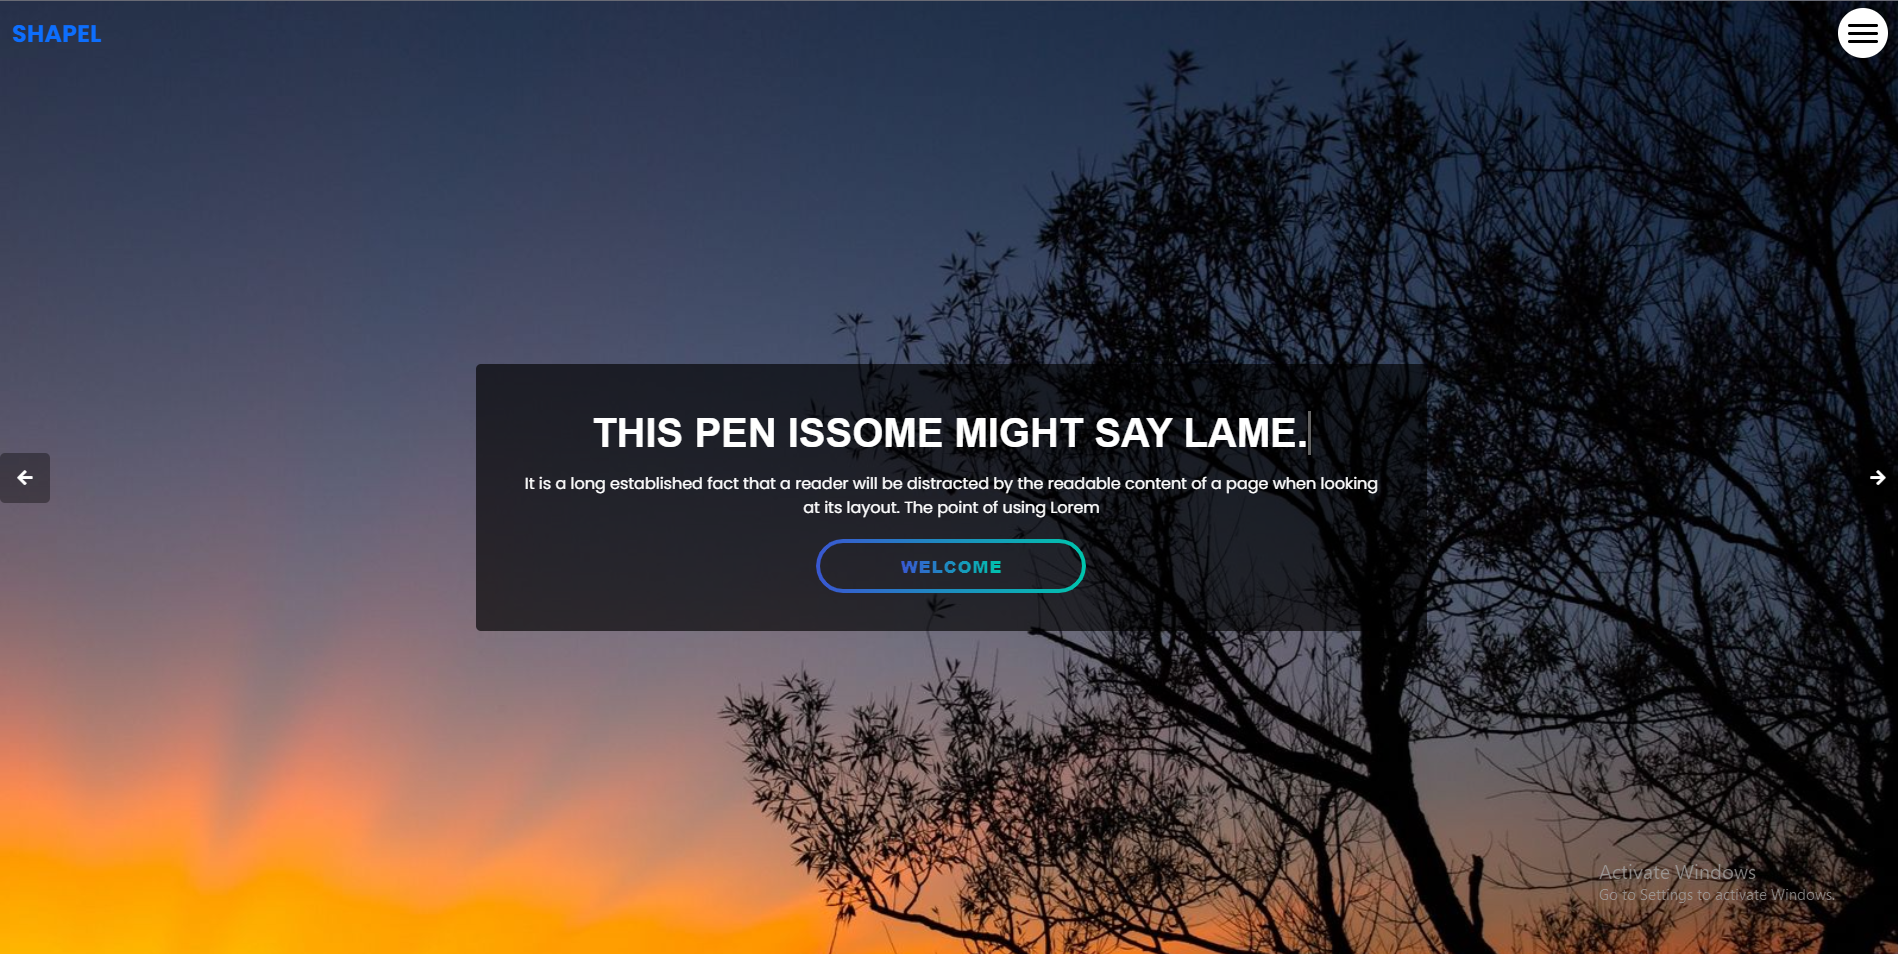 SHAPEL
THIS PEN ISSOME MIGHT SAY LAME.
It is a long established fact that a reader will be distracted by the readable content of a page when looking
at its layout. The point of using Lorem
WELCOME
Activate Windows
Go to Settings to activate Windows.